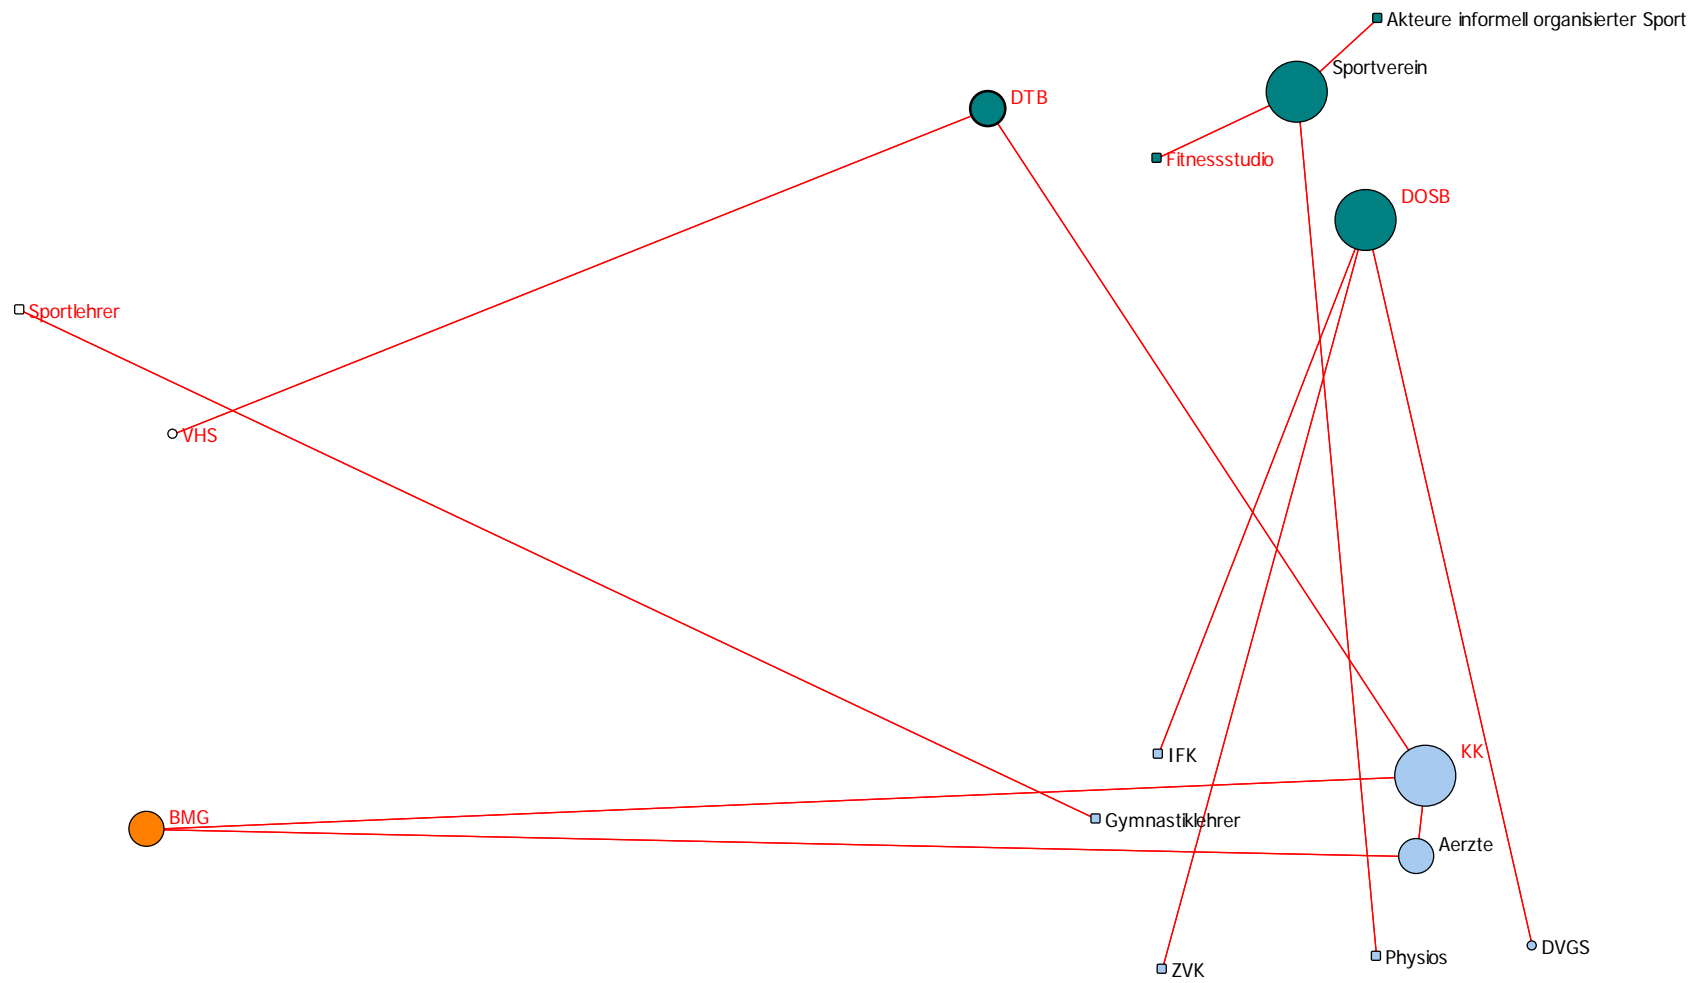 Akteure informell organisierter Sport
Sportverein
DTB
Fitnessstudio
DOSB
Sportlehrer
VHS
KK
IFK
BMG
Gymnastiklehrer
Aerzte
DVGS
Physios
ZVK